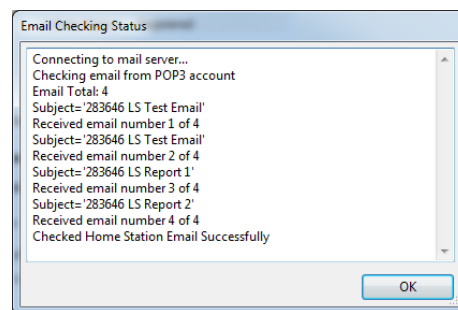 Email Checking Status
Connecting to mail server...
Checking email from POP3 account
Email Total: 4
Subject='283646 LS Test Email'
Received email number 1 of 4
Subject='283646 LS Test Email'
Received email number 2 of 4
Subject='283646 LS Report 1'
Received email number 3 of 4
Subject='283646 LS Report 2'
Received email number 4 of 4
Checked Home Station Email Successfully
OK